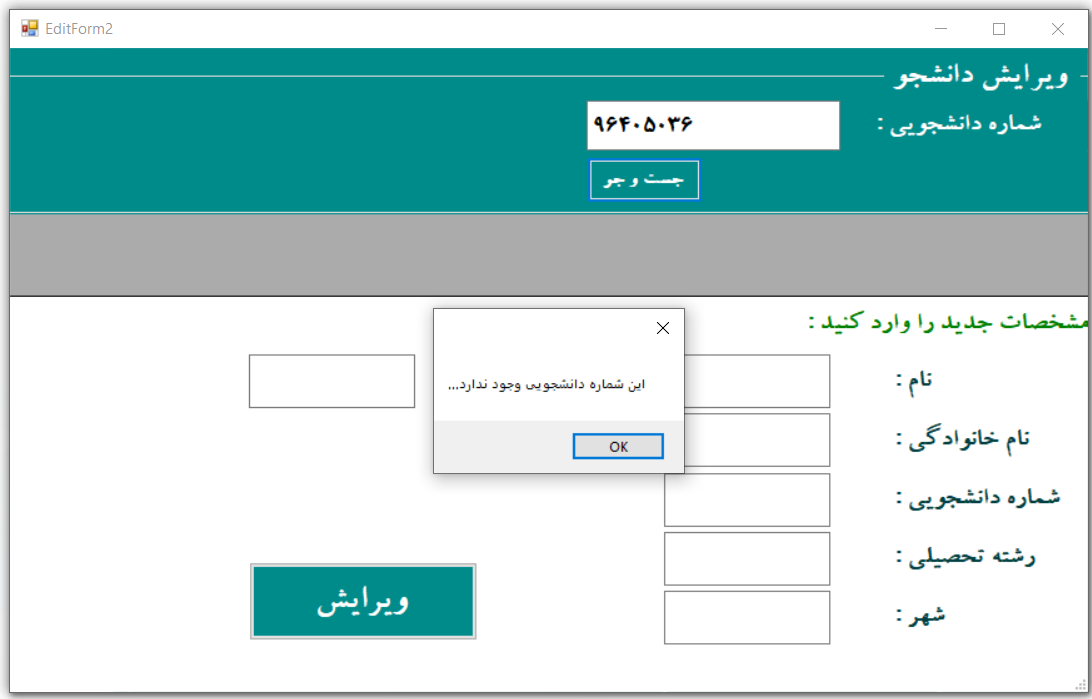 EditForm2
ویرایش دانشجو
شماره دانشجویی : ۹۶۴۰۵۰۳۶
جست و جو
مشخصات جدید را وارد کنید :
این شماره دانشجویی وجود ندارد...
OK
نام :
نام خانوادگی :
شماره دانشجویی :
رشته تحصیلی :
شهر :
ویرایش